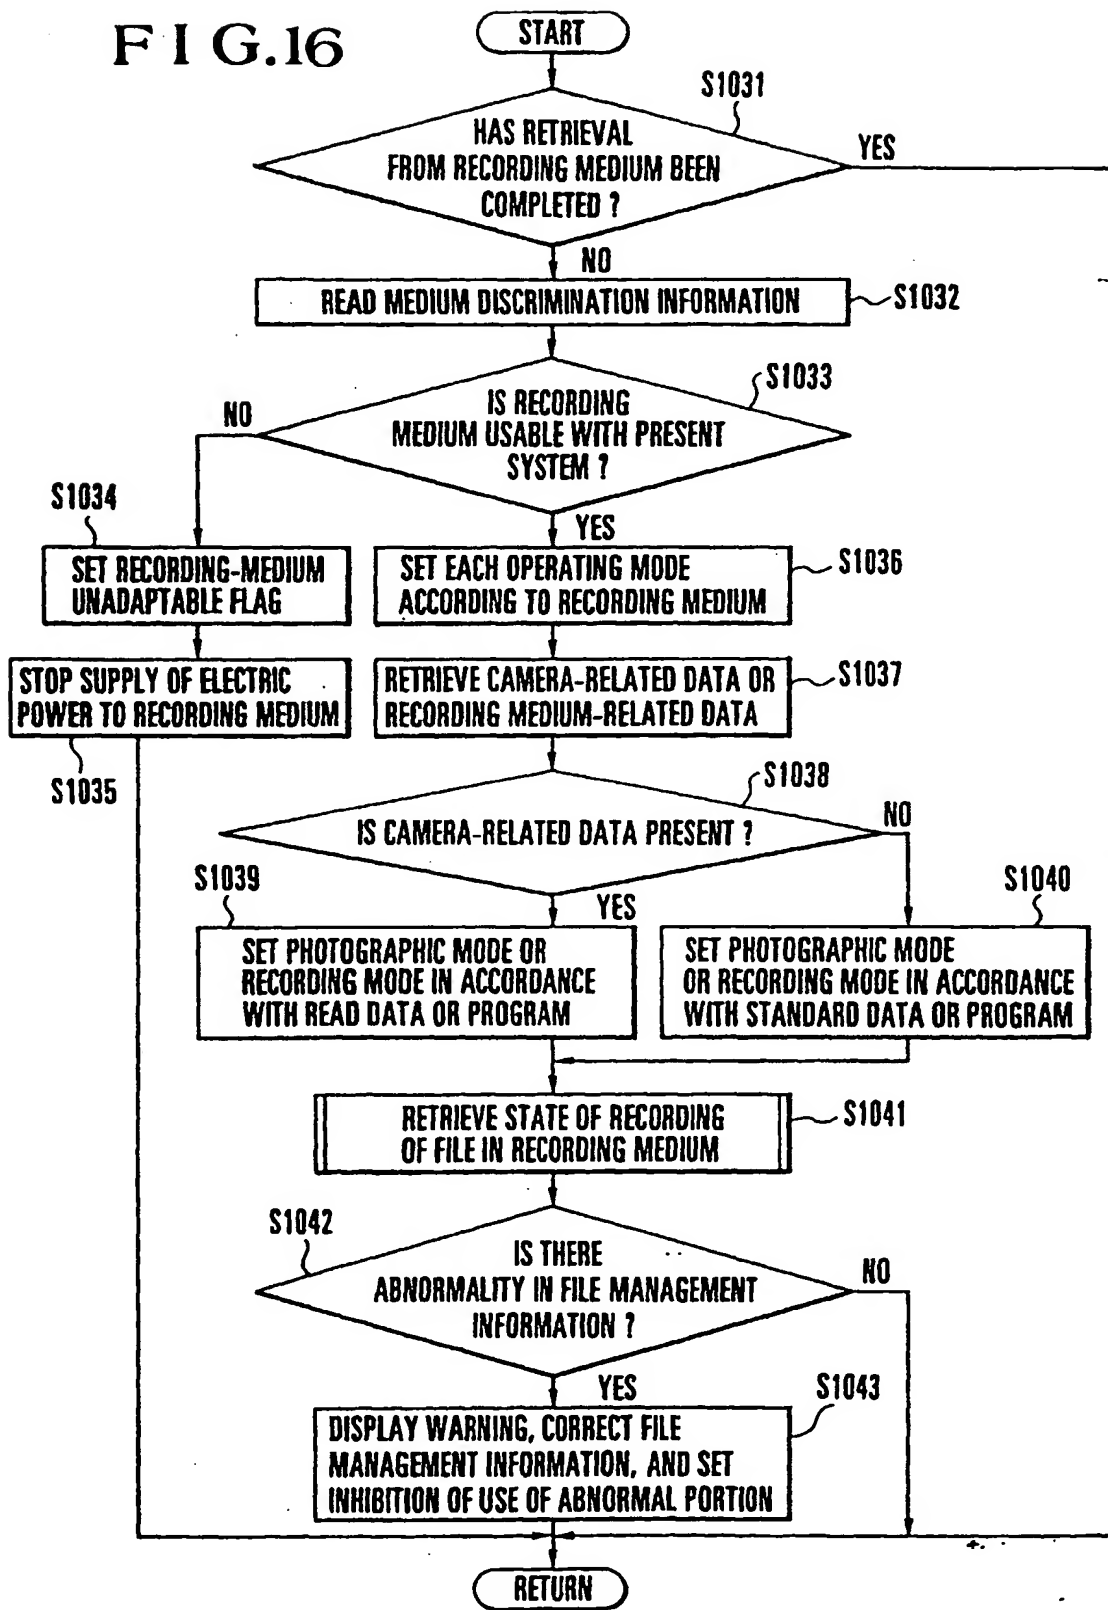 FIG.16
START
S1031
HAS RETRIEVAL
FROM RECORDING MEDIUM BEEN
COMPLETED ?
YES
NO
READ MEDIUM DISCRIMINATION INFORMATION
S1032
S1033
IS RECORDING
MEDIUM USABLE WITH PRESENT
SYSTEM ?
NO
YES
S1034
SET RECORDING-MEDIUM
UNADAPTABLE FLAG
SET EACH OPERATING MODE
ACCORDING TO RECORDING MEDIUM
S1036
STOP SUPPLY OF ELECTRIC
POWER TO RECORDING MEDIUM
S1035
RETRIEVE CAMERA-RELATED DATA OR
RECORDING MEDIUM-RELATED DATA
S1037
S1038
IS CAMERA-RELATED DATA PRESENT ?
NO
YES
S1039
SET PHOTOGRAPHIC MODE OR
RECORDING MODE IN ACCORDANCE
WITH READ DATA OR PROGRAM
S1040
SET PHOTOGRAPHIC MODE
OR RECORDING MODE IN ACCORDANCE
WITH STANDARD DATA OR PROGRAM
RETRIEVE STATE OF RECORDING
OF FILE IN RECORDING MEDIUM
S1041
S1042
IS THERE
ABNORMALITY IN FILE MANAGEMENT
INFORMATION ?
NO
YES
S1043
DISPLAY WARNING, CORRECT FILE
MANAGEMENT INFORMATION, AND SET
INHIBITION OF USE OF ABNORMAL PORTION
RETURN